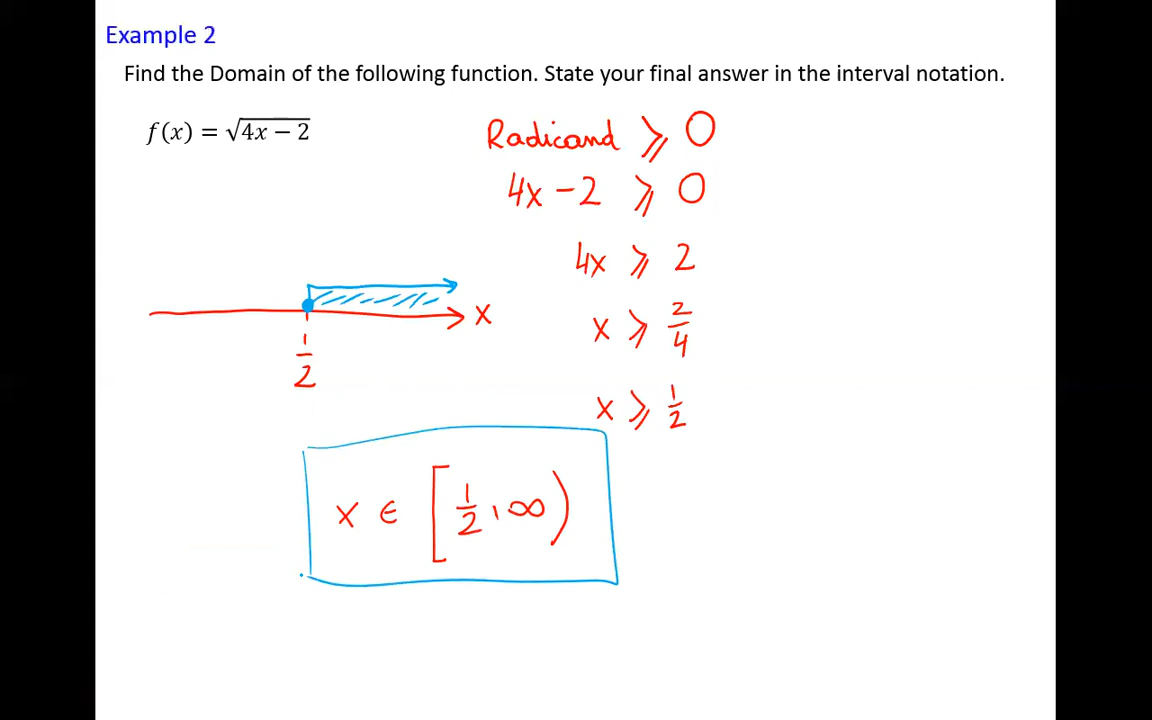 Example 2
Find the Domain of the following function. State your final answer in the interval notation.
f(x) = √4x − 2
Radicand ⩾ 0
4x − 2 ⩾ 0
4x ⩾ 2
x ⩾ 2/4
x ⩾ 1/2
x
1/2
x ∈ [1/2, ∞)